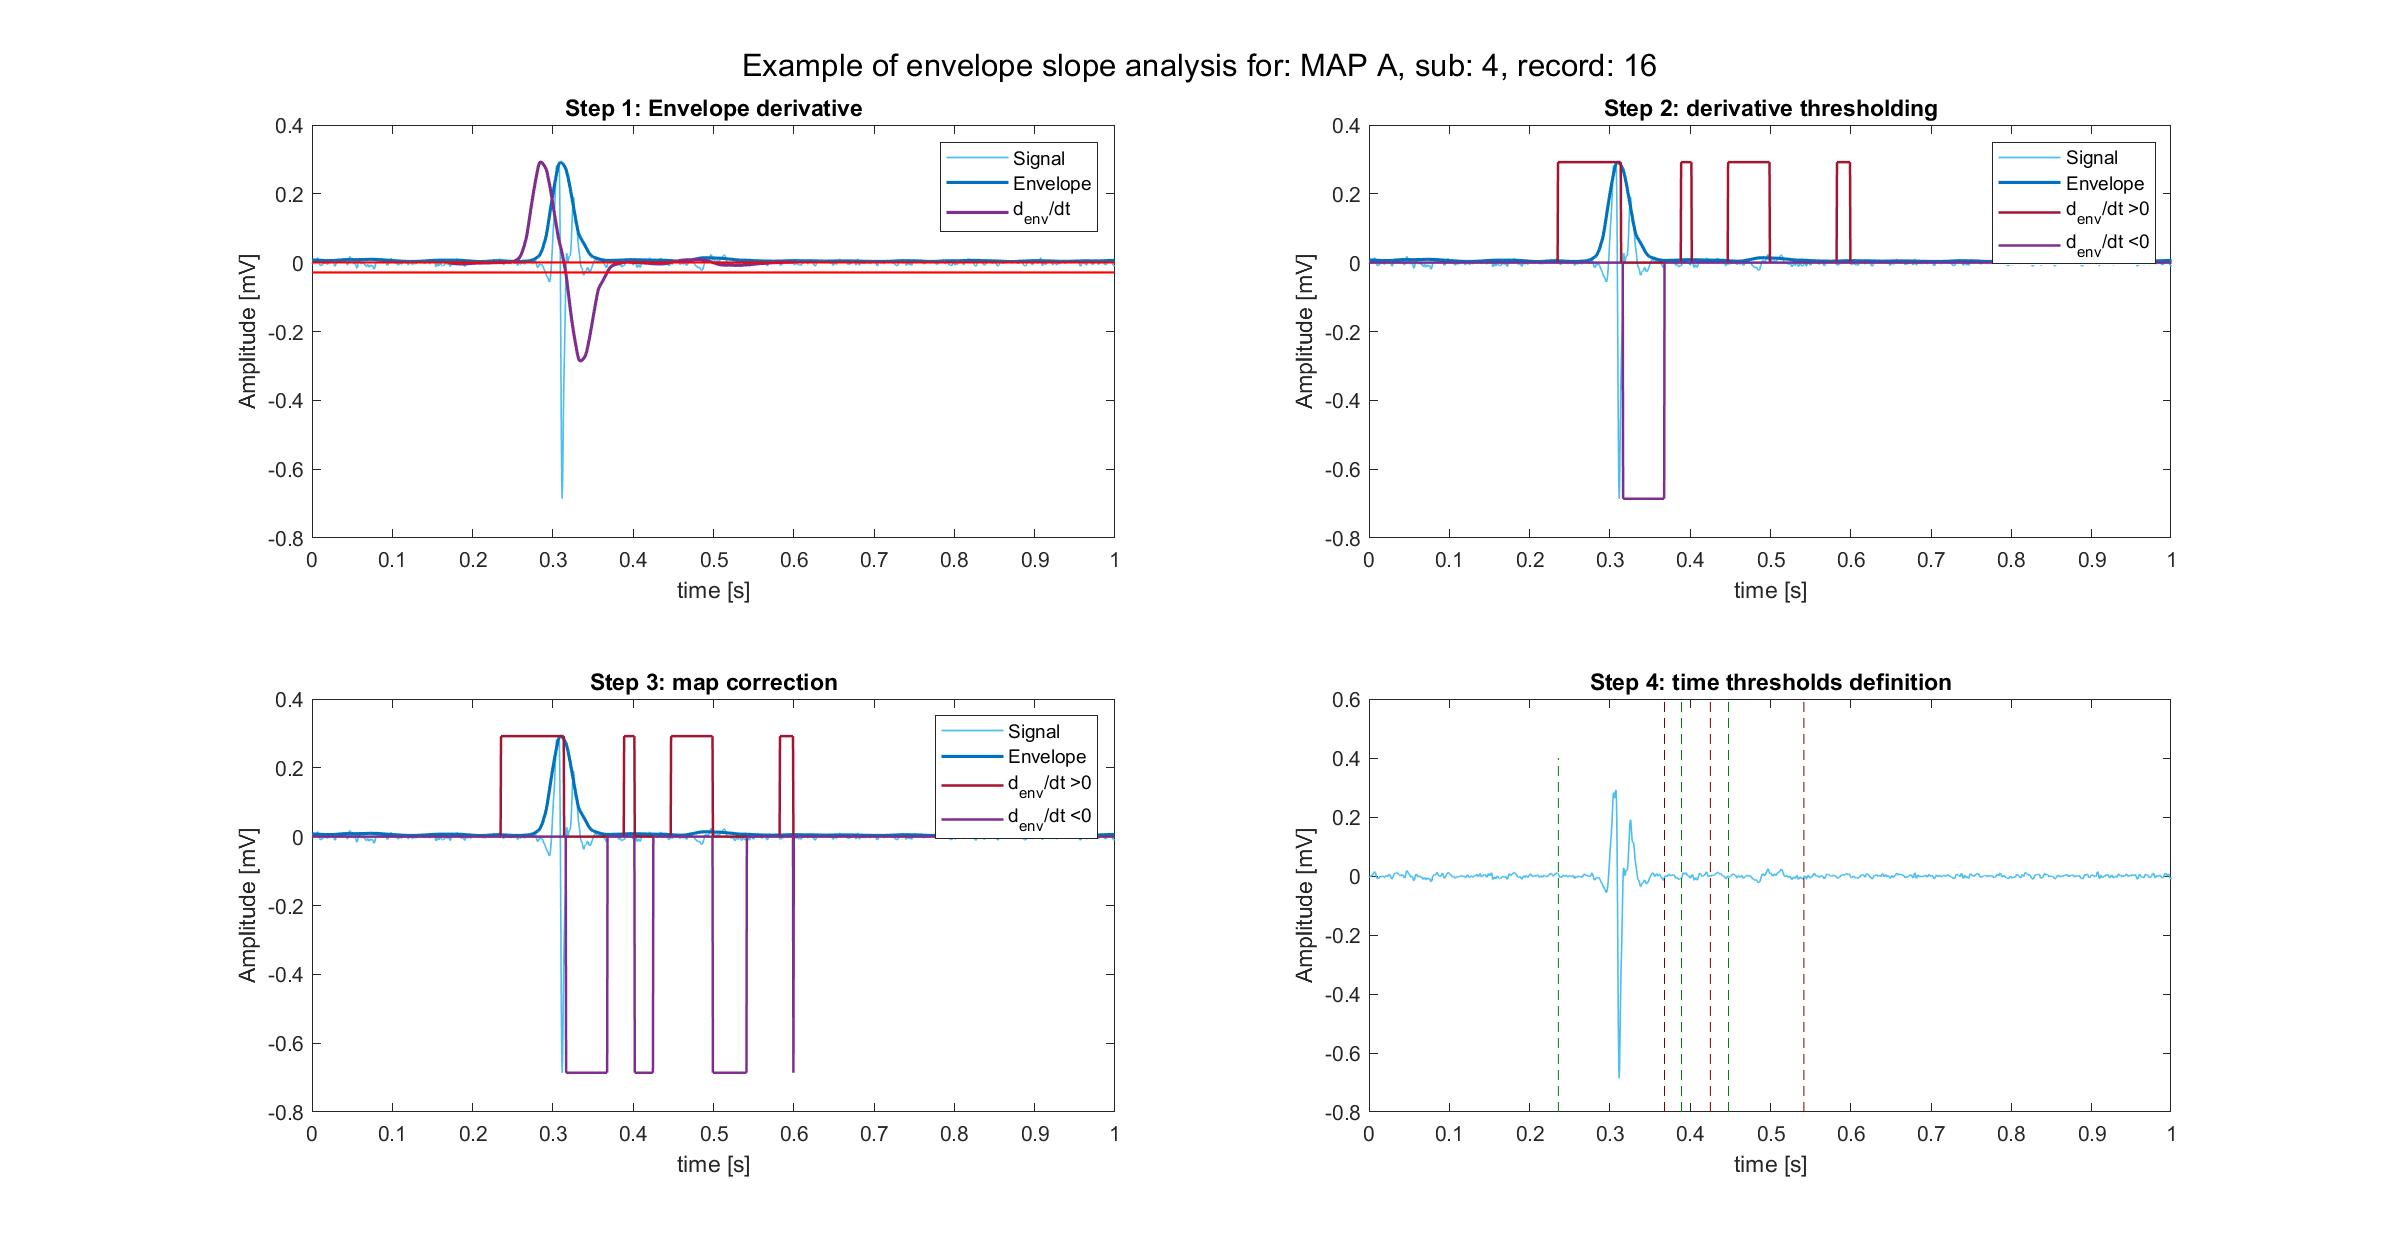 Example of envelope slope analysis for: MAP A, sub: 4, record: 16
Step 1: Envelope derivative
0.4
0.2
0
-0.2
-0.4
-0.6
-0.8
Amplitude [mV]
Signal
Envelope
d_env/dt
0 0.1 0.2 0.3 0.4 0.5 0.6 0.7 0.8 0.9 1
time [s]
Step 2: derivative thresholding
0.4
0.2
0
-0.2
-0.4
-0.6
-0.8
Amplitude [mV]
Signal
Envelope
d_env/dt >0
d_env/dt <0
0 0.1 0.2 0.3 0.4 0.5 0.6 0.7 0.8 0.9 1
time [s]
Step 3: map correction
0.4
0.2
0
-0.2
-0.4
-0.6
-0.8
Amplitude [mV]
Signal
Envelope
d_env/dt >0
d_env/dt <0
0 0.1 0.2 0.3 0.4 0.5 0.6 0.7 0.8 0.9 1
time [s]
Step 4: time thresholds definition
0.6
0.4
0.2
0
-0.2
-0.4
-0.6
-0.8
Amplitude [mV]
0 0.1 0.2 0.3 0.4 0.5 0.6 0.7 0.8 0.9 1
time [s]